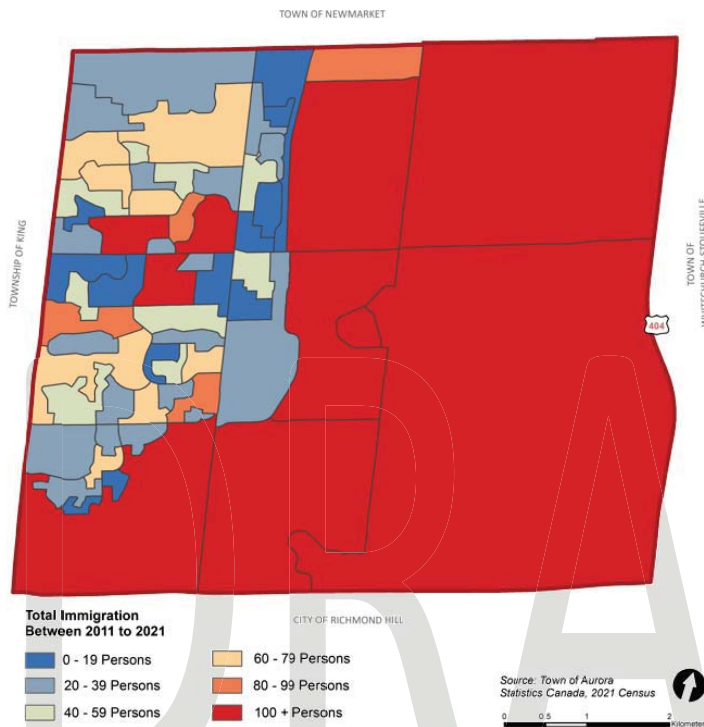 TOWN OF NEWMARKET
TOWNSHIP OF KING
TOWN OF
404
CITY OF RICHMOND HILL
Total Immigration
Between 2011 to 2021
0 - 19 Persons
20 - 39 Persons
40 - 59 Persons
60 - 79 Persons
80 - 99 Persons
100 + Persons
Source: Town of Aurora
Statistics Canada, 2021 Census
0 0.5 1 2
Kilometer
DRA